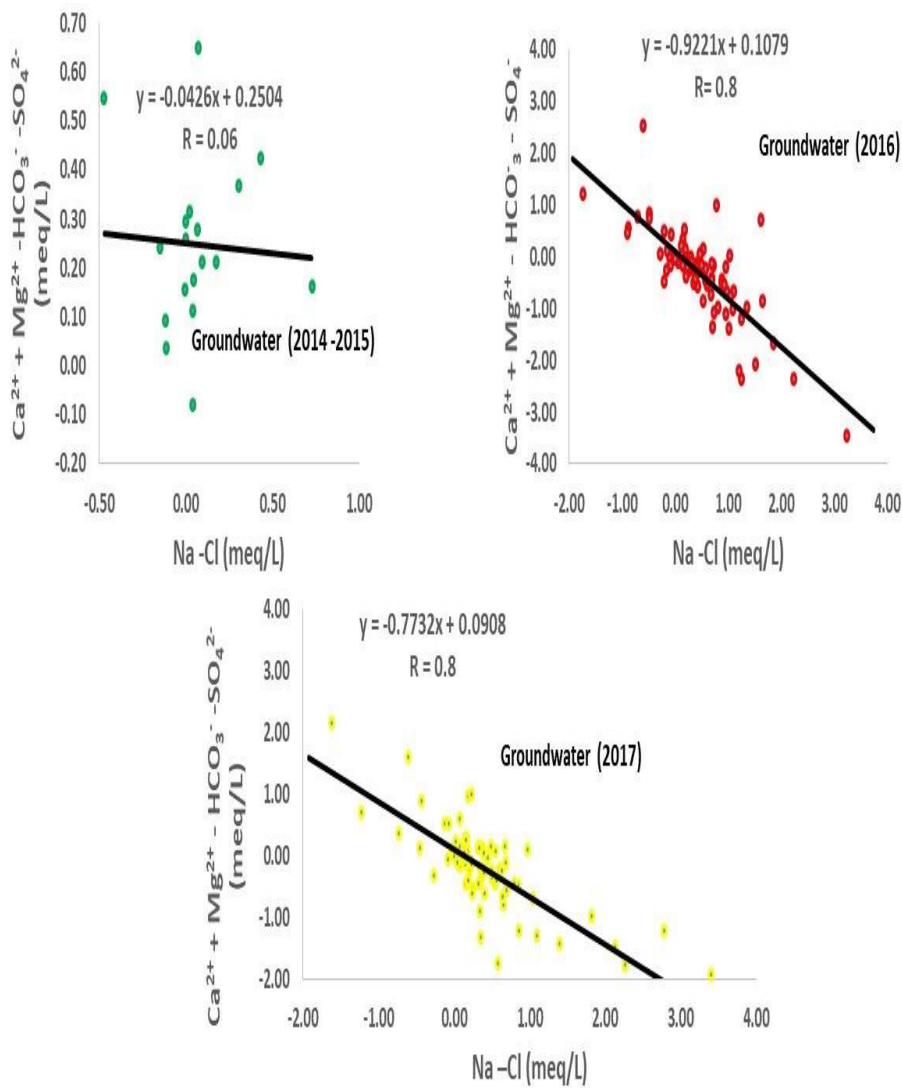 Ca²⁺ + Mg²⁺ -HCO₃⁻ -SO₄²⁻
(meq/L)
0.70
0.60
0.50
0.40
0.30
0.20
0.10
0.00
-0.10
-0.20
y = -0.0426x + 0.2504
R = 0.06
Groundwater (2014 -2015)
-0.50 0.00 0.50 1.00
Na -Cl (meq/L)
Ca²⁺ + Mg²⁺ - HCO⁻₃ - SO₄⁻
4.00
3.00
2.00
1.00
0.00
-1.00
-2.00
-3.00
-4.00
y = -0.9221x + 0.1079
R= 0.8
Groundwater (2016)
-2.00 -1.00 0.00 1.00 2.00 3.00 4.00
Na -Cl (meq/L)
Ca²⁺ + Mg²⁺ - HCO₃⁻ -SO₄²⁻
(meq/L)
4.00
3.00
2.00
1.00
0.00
-1.00
-2.00
y = -0.7732x + 0.0908
R = 0.8
Groundwater (2017)
-2.00 -1.00 0.00 1.00 2.00 3.00 4.00
Na –Cl (meq/L)